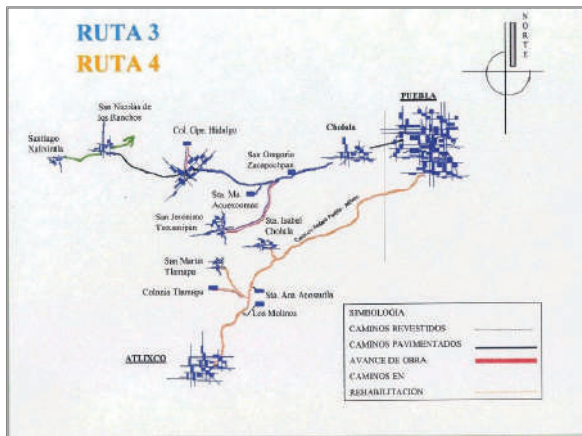 RUTA 3
RUTA 4
NORTE
PUEBLA
San Nicolás de
los Ranchos
Santiago
Xalitzintla
Col. Gpe. Hidalgo
Cholula
San Gregorio
Zacapechpan
Sta. Ma.
Acuexcomac
San Jerónimo
Tecuanipan
Sta. Isabel
Cholula
San Martín
Tlamapa
Colonia Tlamapa
Sta. Ana Acozautla
Los Molinos
ATLIXCO
SIMBOLOGIA
CAMINOS REVESTIDOS
CAMINOS PAVIMENTADOS
AVANCE DE OBRA
CAMINOS EN
REHABILITACIÓN